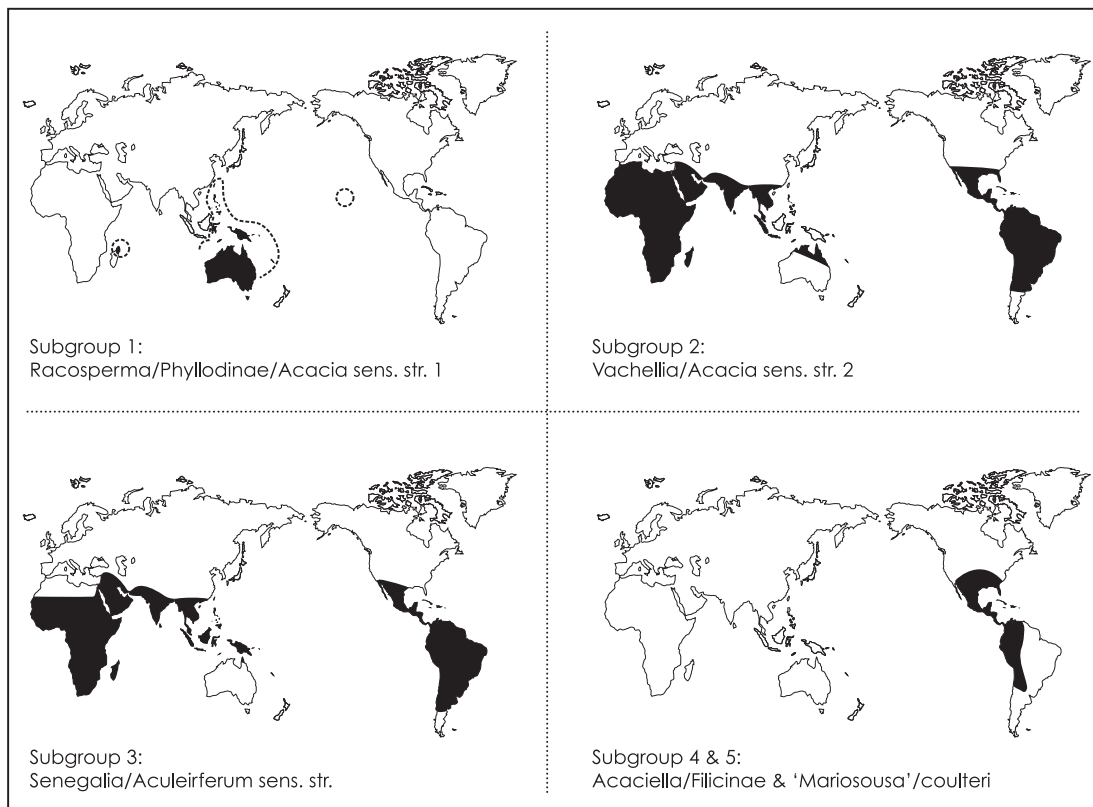 Subgroup 1:
Racosperma/Phyllodinae/Acacia sens. str. 1
Subgroup 2:
Vachellia/Acacia sens. str. 2
Subgroup 3:
Senegalia/Aculeirferum sens. str.
Subgroup 4 & 5:
Acaciella/Filicinae & ‘Mariosousa’/coulteri